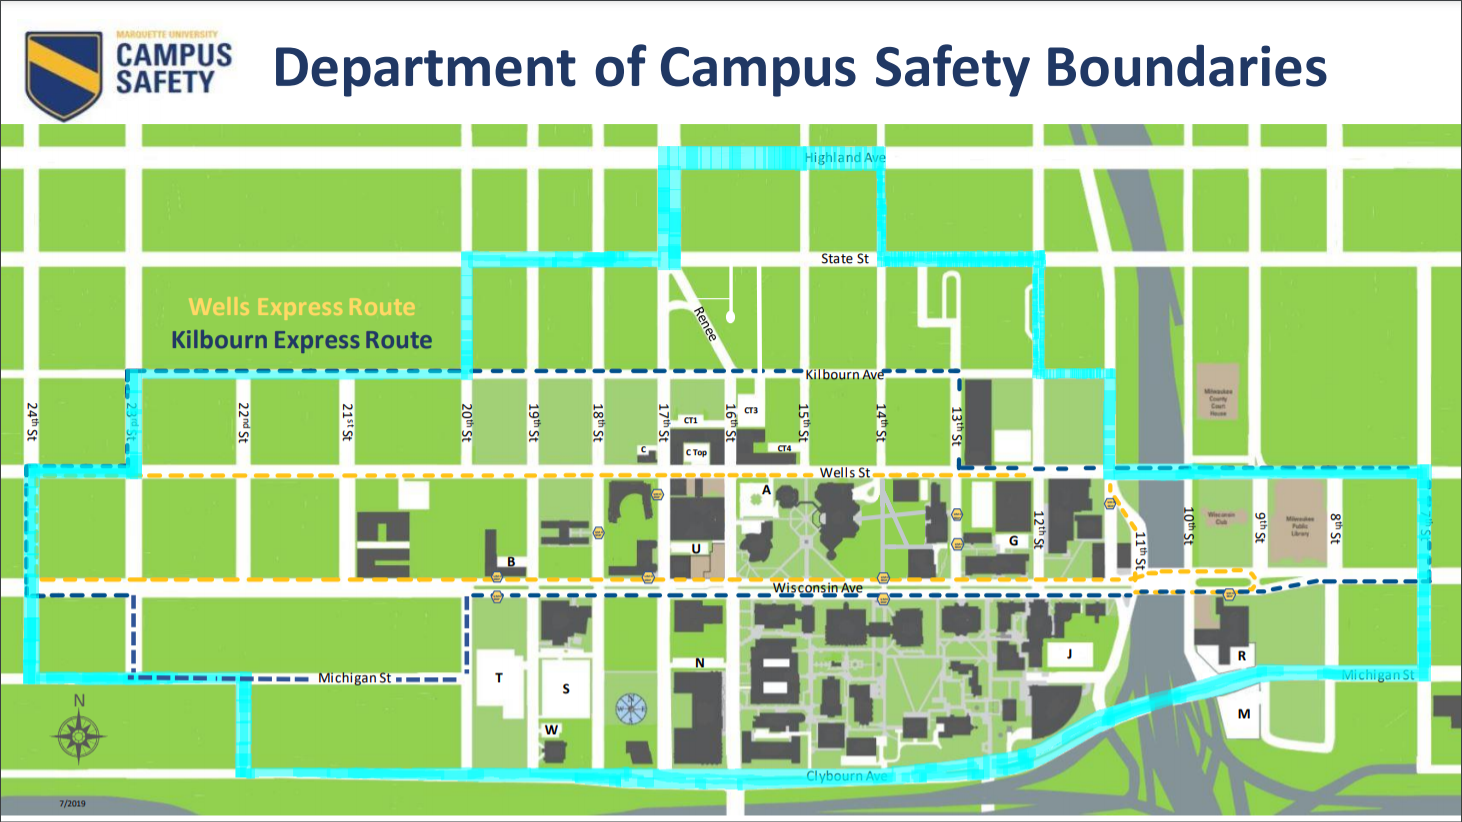 MARQUETTE UNIVERSITY
CAMPUS
SAFETY
Department of Campus Safety Boundaries
Highland Ave
State St
Wells Express Route
Kilbourn Express Route
Renee
Kilbourn Ave
24th St
23rd St
22nd St
21st St
20th St
19th St
18th St
17th St
16th St
15th St
14th St
13th St
CT3
CT1
C
C Top
CT4
Milwaukee
County
Court
House
Wells St
A
12th St
11th St
10th St
9th St
8th St
7th St
Wisconsin
Club
Milwaukee
Public
Library
G
U
B
Wisconsin Ave
J
R
N
T
S
W
M
Michigan St
Michigan St
N
N
W
E
S
Clybourn Ave
7/2019